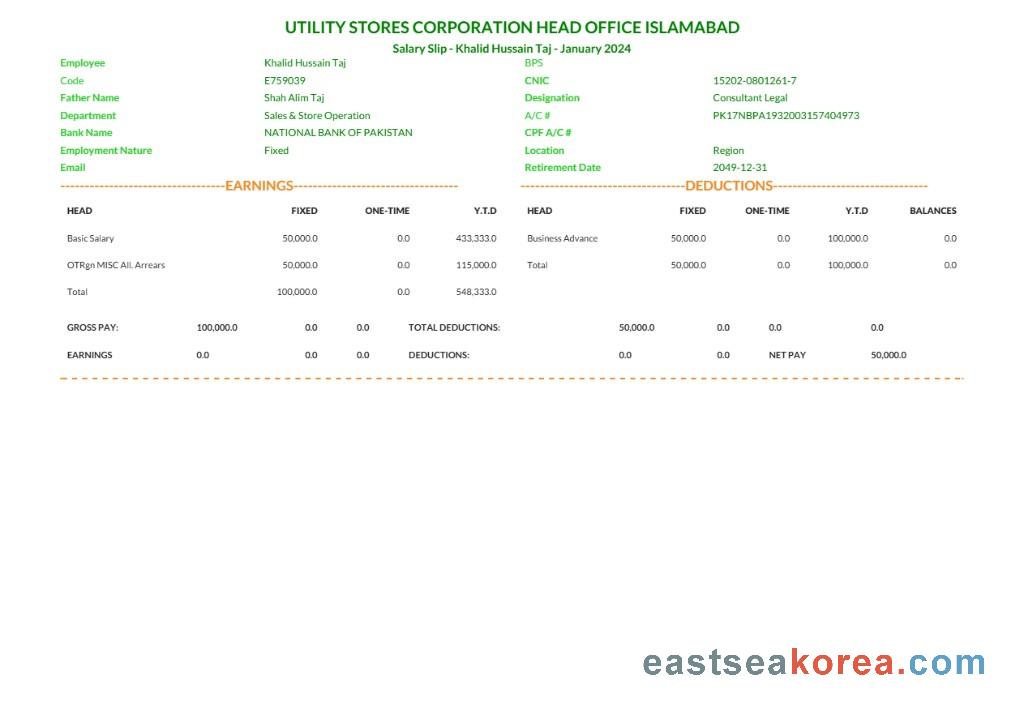 UTILITY STORES CORPORATION HEAD OFFICE ISLAMABAD
Salary Slip - Khalid Hussain Taj - January 2024
Employee Khalid Hussain Taj BPS
Code E759039 CNIC 15202-0801261-7
Father Name Shah Alim Taj Designation Consultant Legal
Department Sales & Store Operation A/C # PK17NBPA1932003157404973
Bank Name NATIONAL BANK OF PAKISTAN CPF A/C #
Employment Nature Fixed Location Region
Email Retirement Date 2049-12-31
----------------------------------EARNINGS---------------------------------- ----------------------------------DEDUCTIONS--------------------------------
HEAD FIXED ONE-TIME Y.T.D HEAD FIXED ONE-TIME Y.T.D BALANCES
Basic Salary 50,000.0 0.0 433,333.0 Business Advance 50,000.0 0.0 100,000.0 0.0
OTRgn MISC All. Arrears 50,000.0 0.0 115,000.0 Total 50,000.0 0.0 100,000.0 0.0
Total 100,000.0 0.0 548,333.0
GROSS PAY: 100,000.0 0.0 0.0 TOTAL DEDUCTIONS: 50,000.0 0.0 0.0 0.0
EARNINGS 0.0 0.0 0.0 DEDUCTIONS: 0.0 0.0 NET PAY 50,000.0
eastseakorea.com